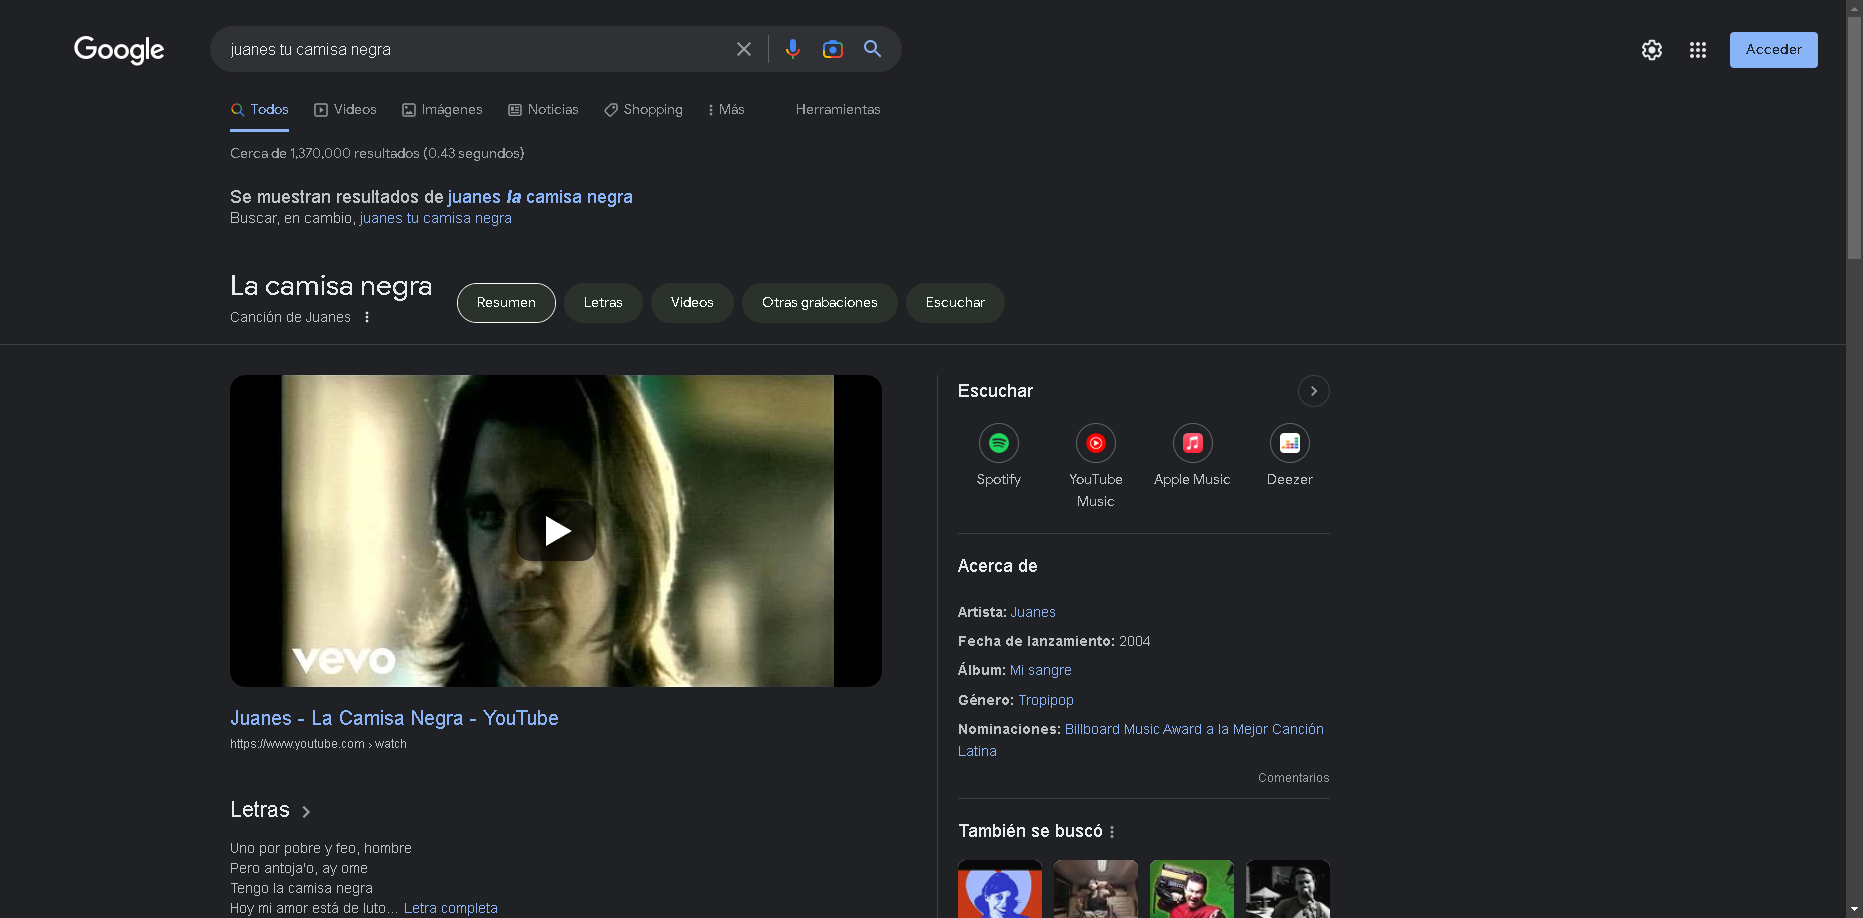 Google
juanes tu camisa negra
Acceder
Todos
Videos
Imágenes
Noticias
Shopping
Más
Herramientas
Cerca de 1,370,000 resultados (0.43 segundos)
Se muestran resultados de juanes la camisa negra
Buscar, en cambio, juanes tu camisa negra
La camisa negra
Canción de Juanes
Resumen
Letras
Videos
Otras grabaciones
Escuchar
vevo
Juanes - La Camisa Negra - YouTube
https://www.youtube.com › watch
Letras
Uno por pobre y feo, hombre
Pero antoja'o, ay ome
Tengo la camisa negra
Hoy mi amor está de luto... Letra completa
Escuchar
Spotify
YouTube
Music
Apple Music
Deezer
Acerca de
Artista: Juanes
Fecha de lanzamiento: 2004
Álbum: Mi sangre
Género: Tropipop
Nominaciones: Billboard Music Award a la Mejor Canción
Latina
Comentarios
También se buscó